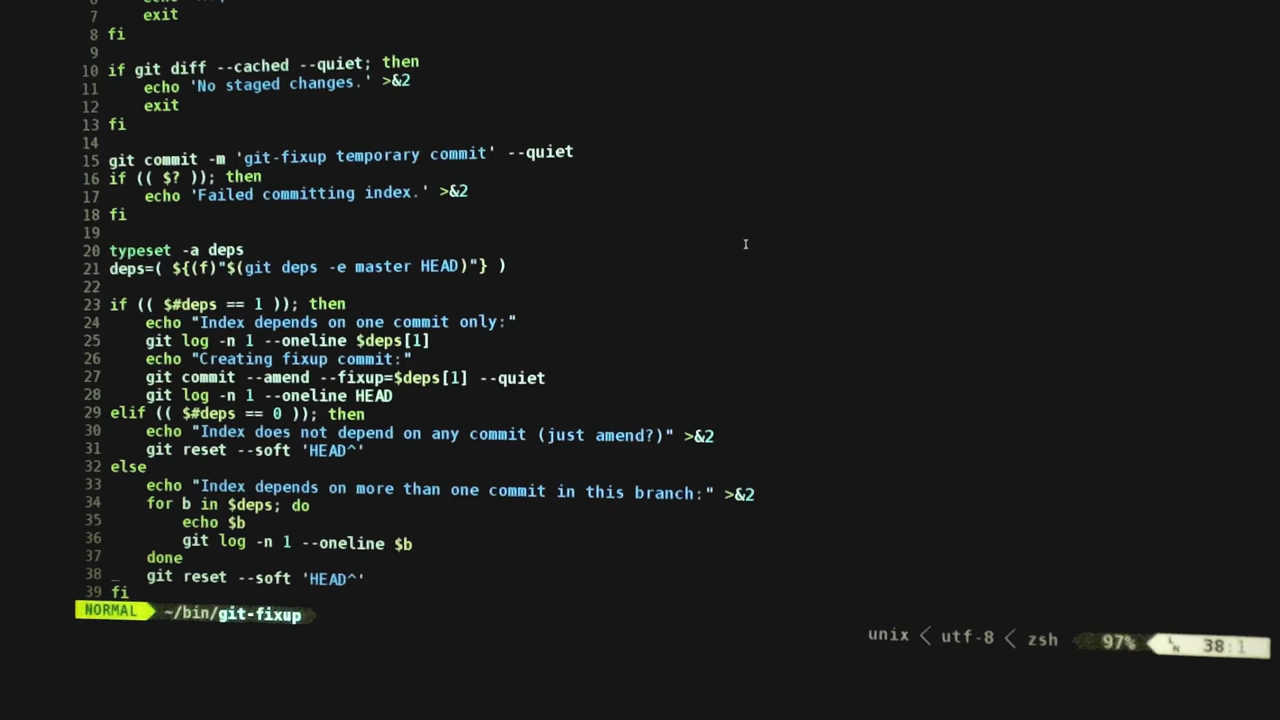 7 exit
8 fi
9
10 if git diff --cached --quiet; then
11 echo 'No staged changes.' >&2
12 exit
13 fi
14
15 git commit -m 'git-fixup temporary commit' --quiet
16 if (( $? )); then
17 echo 'Failed committing index.' >&2
18 fi
19
20 typeset -a deps
21 deps=( ${(f)"$(git deps -e master HEAD)"} )
22
23 if (( $#deps == 1 )); then
24 echo "Index depends on one commit only:"
25 git log -n 1 --oneline $deps[1]
26 echo "Creating fixup commit:"
27 git commit --amend --fixup=$deps[1] --quiet
28 git log -n 1 --oneline HEAD
29 elif (( $#deps == 0 )); then
30 echo "Index does not depend on any commit (just amend?)" >&2
31 git reset --soft 'HEAD^'
32 else
33 echo "Index depends on more than one commit in this branch:" >&2
34 for b in $deps; do
35 echo $b
36 git log -n 1 --oneline $b
37 done
38 git reset --soft 'HEAD^'
39 fi
NORMAL ~/bin/git-fixup
unix < utf-8 < zsh 97% LN 38:1